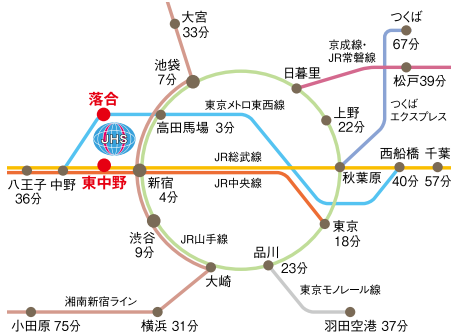 大宮
33分
つくば
67分
京成線・
JR常磐線
池袋
7分
日暮里
松戸39分
落合
東京メトロ東西線
つくば
エクスプレス
高田馬場 3分
上野
22分
JHS
JR総武線
西船橋
千葉
八王子
36分
中野
東中野
新宿
4分
JR中央線
秋葉原
40分
57分
渋谷
9分
JR山手線
東京
18分
品川
23分
大崎
東京モノレール線
湘南新宿ライン
小田原 75分
横浜 31分
羽田空港 37分